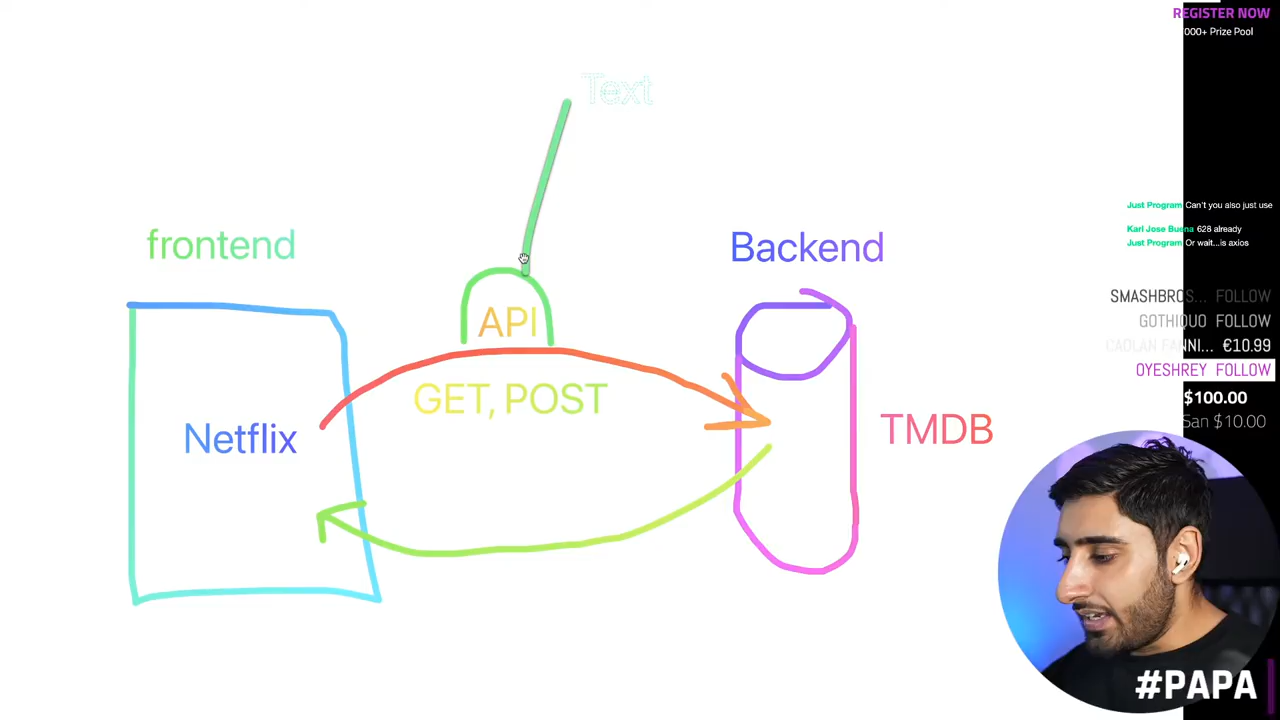 REGISTER NOW
000+ Prize Pool
Text
Just Program Can't you also just use
Karl Jose Buena 628 already
Just Program Or wait...is axios
frontend
Backend
API
SMASHBROS... FOLLOW
GOTHIQUO FOLLOW
CAOLAN FANNI... €10.99
OYESHREY FOLLOW
GET, POST
$100.00
San $10.00
Netflix
TMDB
#PAPA